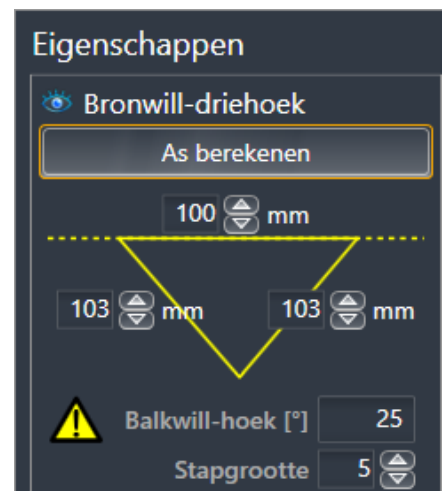 Eigenschappen
Bronwill-driehoek
As berekenen
100 mm
103 mm 103 mm
Balkwill-hoek [°] 25
Stapgrootte 5